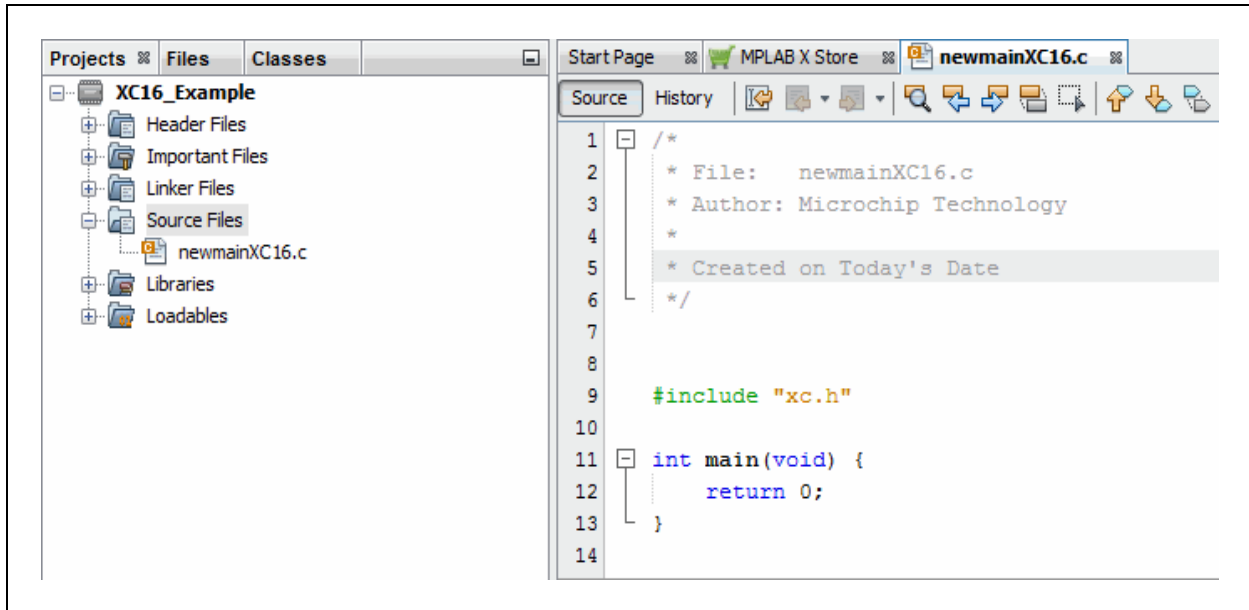 Projects Files Classes
XC16_Example
Header Files
Important Files
Linker Files
Source Files
newmainXC16.c
Libraries
Loadables
Start Page MPLAB X Store newmainXC16.c
Source History
1 /*
2 * File:   newmainXC16.c
3 * Author: Microchip Technology
4 *
5 * Created on Today's Date
6 */
7
8
9 #include "xc.h"
10
11 int main(void) {
12     return 0;
13 }
14